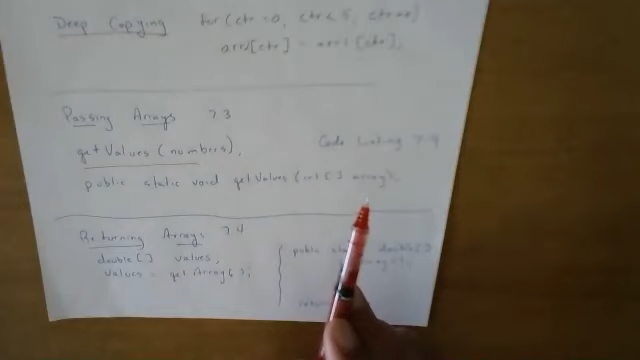 Deep Copying for (ctr = 0, ctr < 5, ctr++)
arr2[ctr] = arr1[ctr];
Passing Arrays 7.3
Code Listing 7-9
getValues(numbers);
public static void getValues(int[] array);
Returning Arrays 7.4
double[] values,
public double[]
values = getArray();